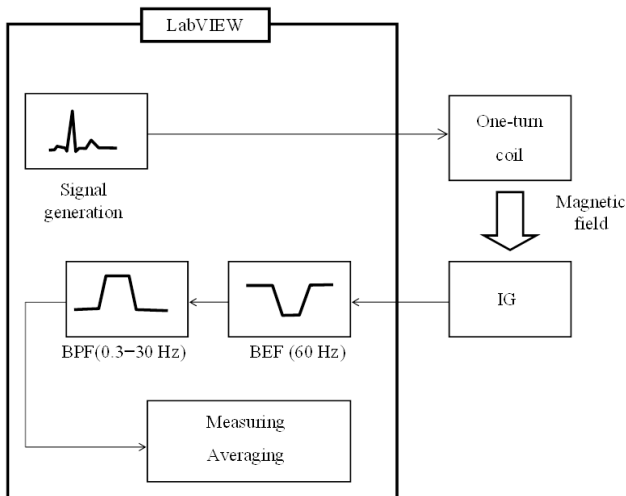 LabVIEW
Signal
generation
One-turn
coil
Magnetic
field
IG
BEF (60 Hz)
BPF(0.3−30 Hz)
Measuring
Averaging